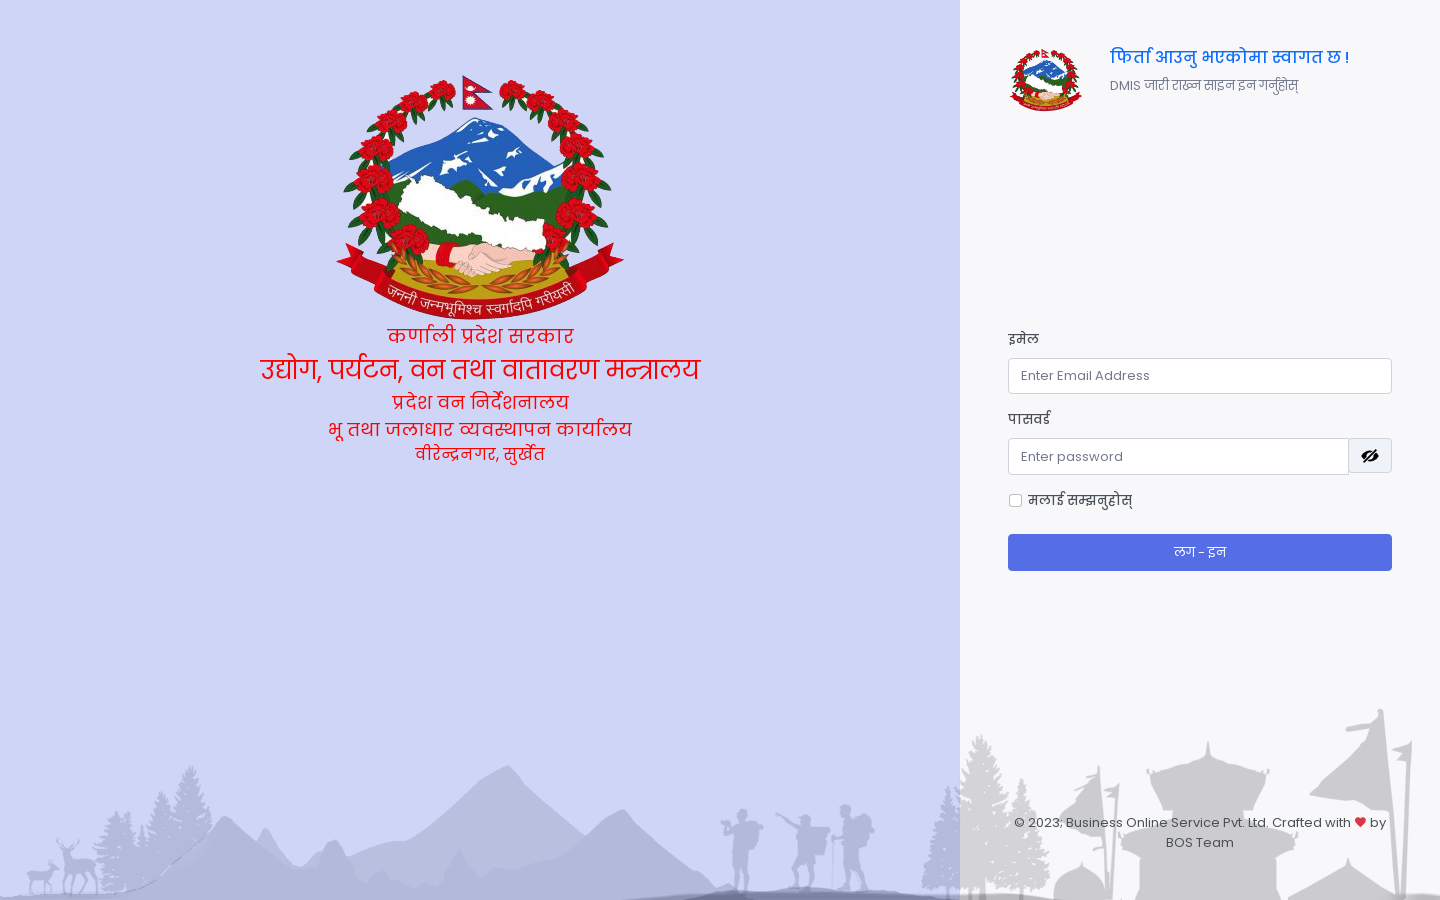 जननी जन्मभूमिश्च स्वर्गादपि गरीयसी
कर्णाली प्रदेश सरकार
उद्योग, पर्यटन, वन तथा वातावरण मन्त्रालय
प्रदेश वन निर्देशनालय
भू तथा जलाधार व्यवस्थापन कार्यालय
वीरेन्द्रनगर, सुर्खेत
फिर्ता आउनु भएकोमा स्वागत छ !
DMIS जारी राख्न साइन इन गर्नुहोस्
इमेल
Enter Email Address
पासवर्ड
Enter password
मलाई सम्झनुहोस्
लग - इन
© 2023; Business Online Service Pvt. Ltd. Crafted with ❤ by
BOS Team